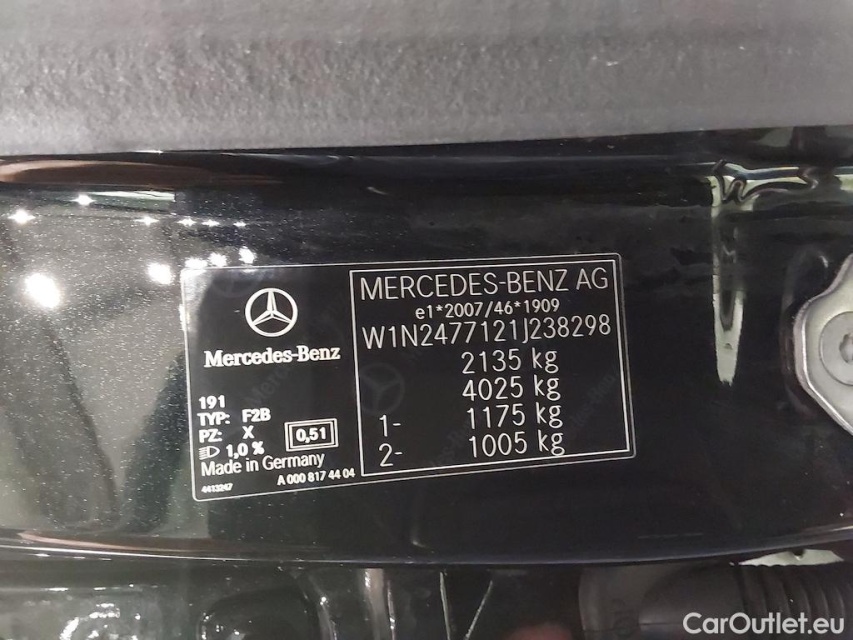 Mercedes-Benz
191
TYP: F2B
PZ: X
1,0 %
0,51
Made in Germany
4413247
A 000 817 44 04
MERCEDES-BENZ AG
e1*2007/46*1909
W1N2477121J238298
2135 kg
4025 kg
1- 1175 kg
2- 1005 kg
CarOutlet.eu